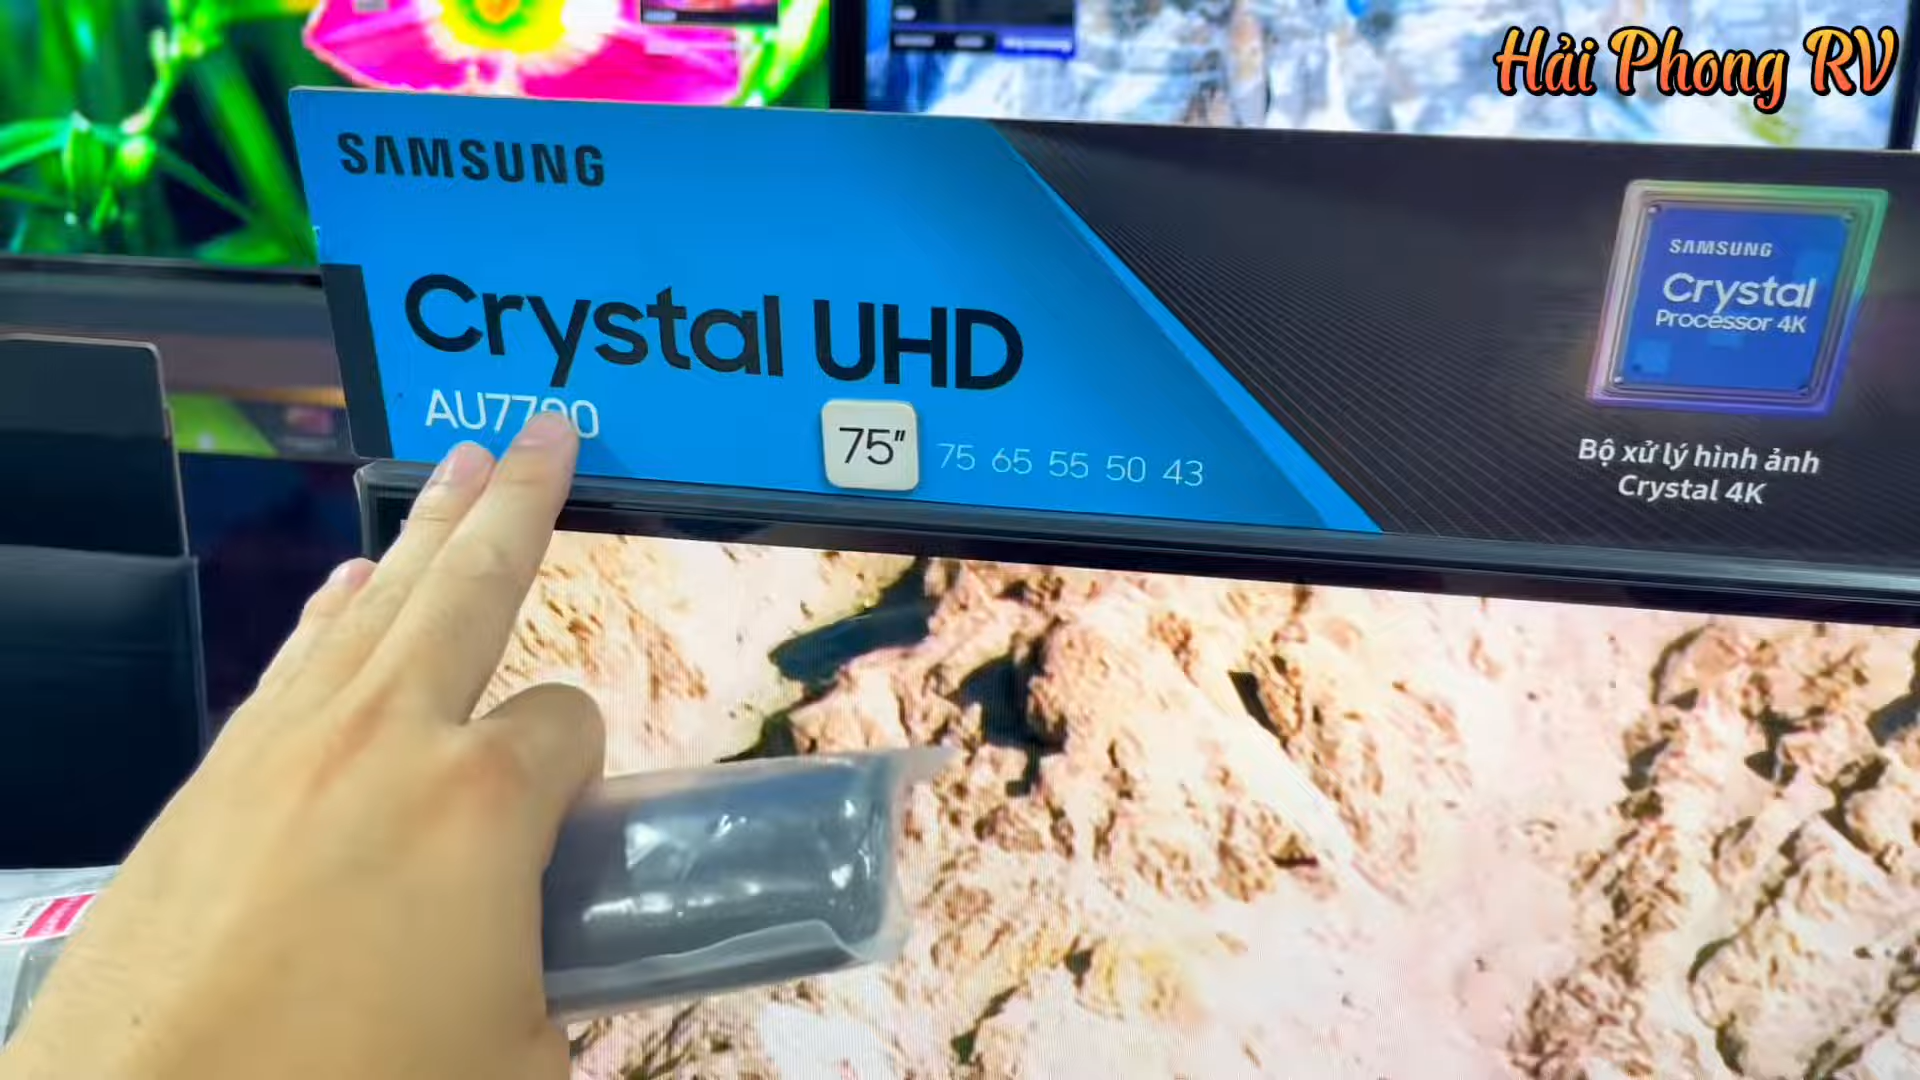 Hải Phong RV
SAMSUNG
Crystal UHD
AU7700
75"
75 65 55 50 43
SAMSUNG
Crystal
Processor 4K
Bộ xử lý hình ảnh
Crystal 4K